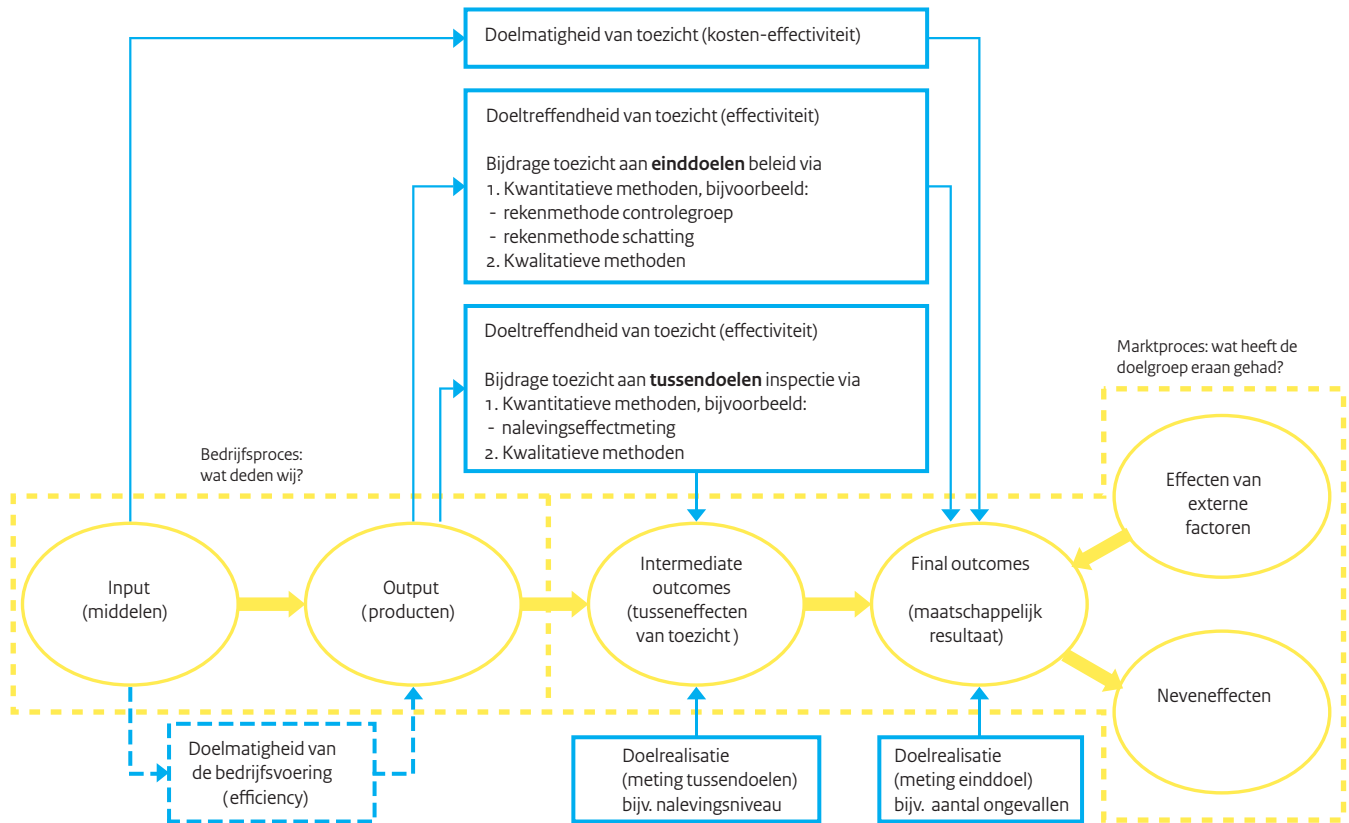 Doelmatigheid van toezicht (kosten-effectiviteit)
Doeltreffendheid van toezicht (effectiviteit)
Bijdrage toezicht aan einddoelen beleid via
1. Kwantitatieve methoden, bijvoorbeeld:
- rekenmethode controlegroep
- rekenmethode schatting
2. Kwalitatieve methoden
Doeltreffendheid van toezicht (effectiviteit)
Bijdrage toezicht aan tussendoelen inspectie via
1. Kwantitatieve methoden, bijvoorbeeld:
- nalevingseffectmeting
2. Kwalitatieve methoden
Marktproces: wat heeft de
doelgroep eraan gehad?
Bedrijfsproces:
wat deden wij?
Input
(middelen)
Output
(producten)
Intermediate
outcomes
(tusseneffecten
van toezicht )
Final outcomes
(maatschappelijk
resultaat)
Effecten van
externe
factoren
Neveneffecten
Doelmatigheid van
de bedrijfsvoering
(efficiency)
Doelrealisatie
(meting tussendoelen)
bijv. nalevingsniveau
Doelrealisatie
(meting einddoel)
bijv. aantal ongevallen